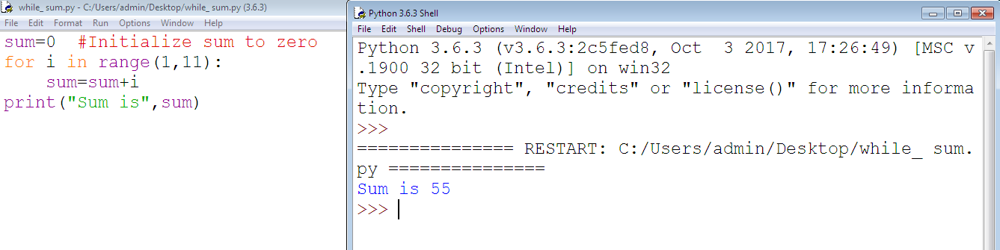 while_ sum.py - C:/Users/admin/Desktop/while_ sum.py (3.6.3)
File Edit Format Run Options Window Help
sum=0  #Initialize sum to zero
for i in range(1,11):
    sum=sum+i
print("Sum is",sum)
Python 3.6.3 Shell
File Edit Shell Debug Options Window Help
Python 3.6.3 (v3.6.3:2c5fed8, Oct  3 2017, 17:26:49) [MSC v
.1900 32 bit (Intel)] on win32
Type "copyright", "credits" or "license()" for more informa
tion.
>>>
=============== RESTART: C:/Users/admin/Desktop/while_ sum.
py ===============
Sum is 55
>>>